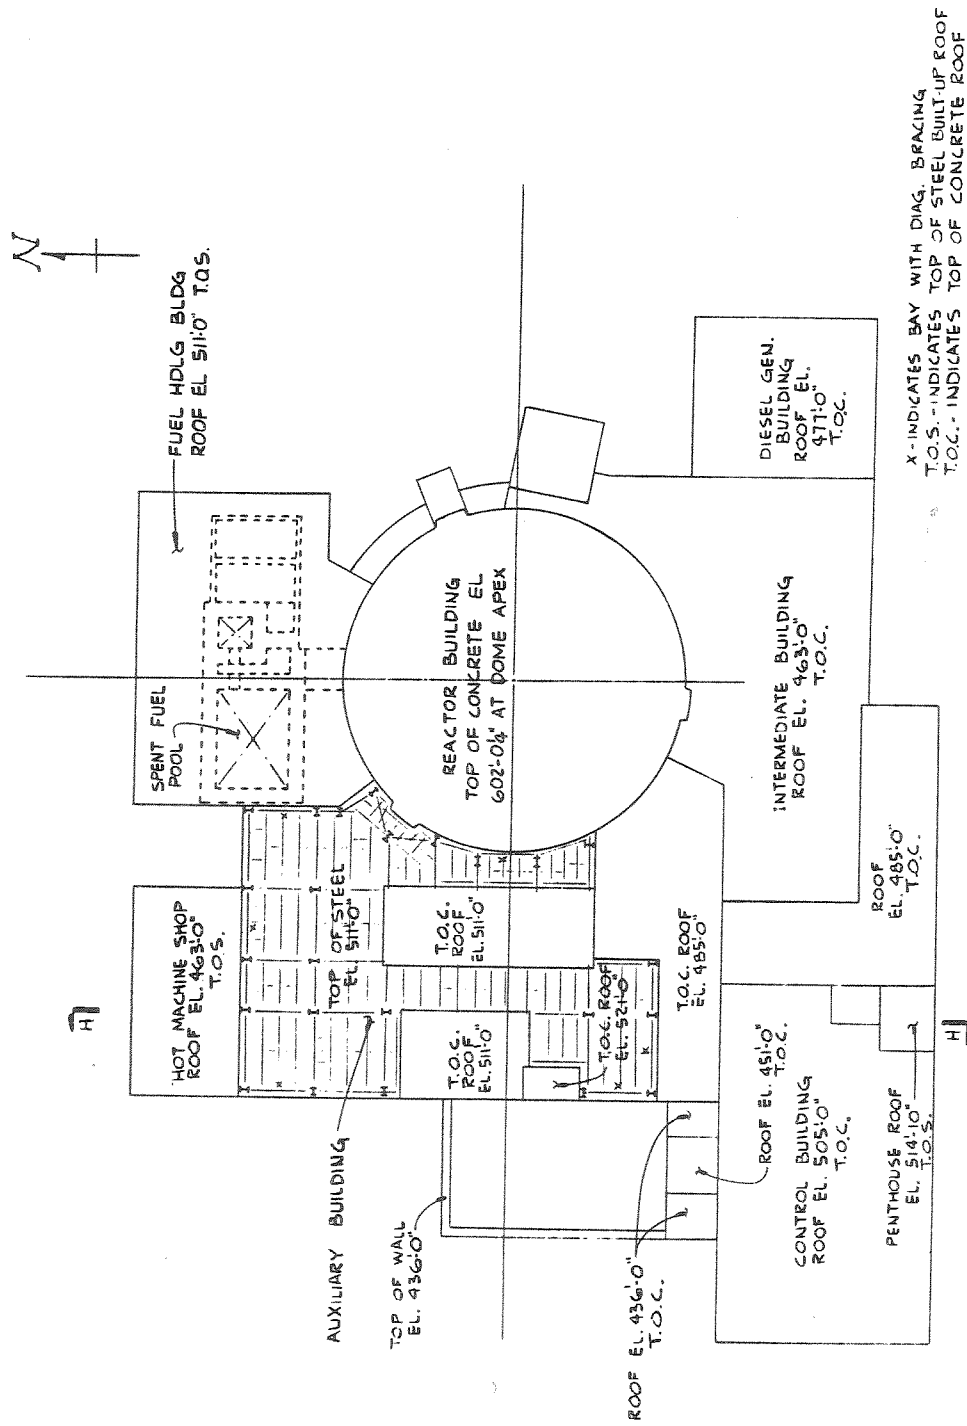 N
FUEL HDLG BLDG
ROOF EL 511'-0" T.O.S.
SPENT FUEL
POOL
HOT MACHINE SHOP
ROOF EL. 463'-0"
T.O.S.
H
TOP OF STEEL
EL. 511'-0"
REACTOR BUILDING
TOP OF CONCRETE EL
602'-0¼" AT DOME APEX
T.O.C.
ROOF
EL. 511'-0"
T.O.C.
ROOF
EL. 511'-0"
T.O.C. ROOF
EL. 521'-0"
AUXILIARY BUILDING
TOP OF WALL
EL. 436'-0"
T.O.C. ROOF
EL. 485'-0"
ROOF EL. 436'-0"
T.O.C.
ROOF EL. 451'-0"
T.O.C.
CONTROL BUILDING
ROOF EL. 505'-0"
T.O.C.
PENTHOUSE ROOF
EL. 514'-10"
T.O.S.
H
ROOF
EL. 485'-0"
T.O.C.
INTERMEDIATE BUILDING
ROOF EL. 463'-0"
T.O.C.
DIESEL GEN.
BUILDING
ROOF EL.
477'-0"
T.O.C.
X - INDICATES BAY WITH DIAG. BRACING
T.O.S. - INDICATES TOP OF STEEL BUILT-UP ROOF
T.O.C. - INDICATES TOP OF CONCRETE ROOF